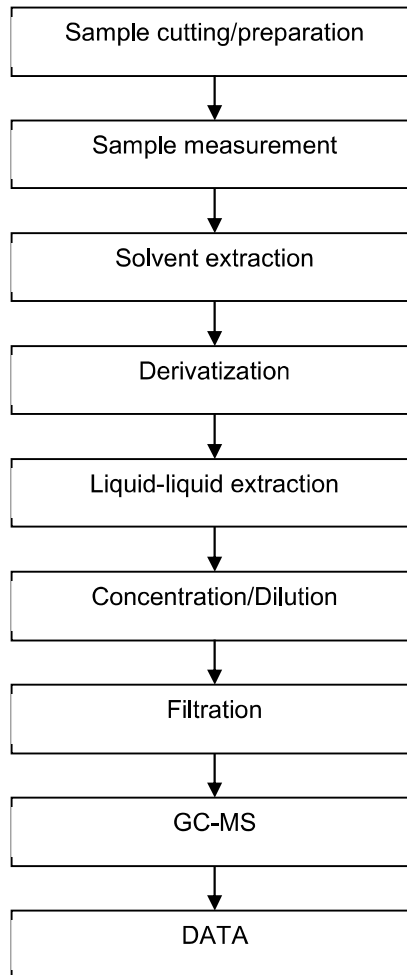 Sample cutting/preparation
Sample measurement
Solvent extraction
Derivatization
Liquid-liquid extraction
Concentration/Dilution
Filtration
GC-MS
DATA